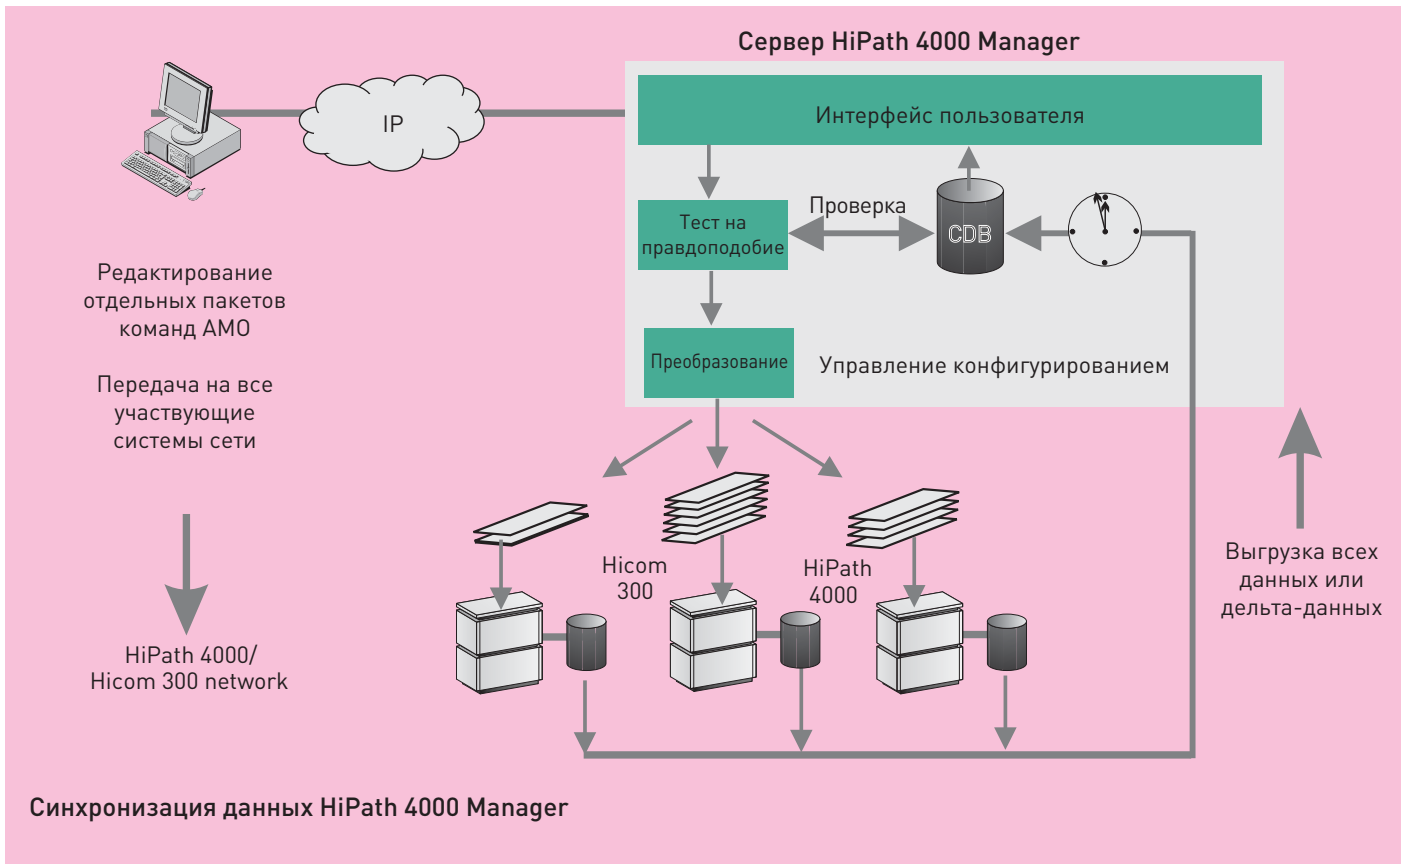 Сервер HiPath 4000 Manager
IP
Интерфейс пользователя
Тест на
правдоподобие
Проверка
CDB
Преобразование
Управление конфигурированием
Редактирование
отдельных пакетов
команд AMO
Передача на все
участвующие
системы сети
HiPath 4000/
Hicom 300 network
Hicom
300
HiPath
4000
Выгрузка всех
данных или
дельта-данных
Синхронизация данных HiPath 4000 Manager